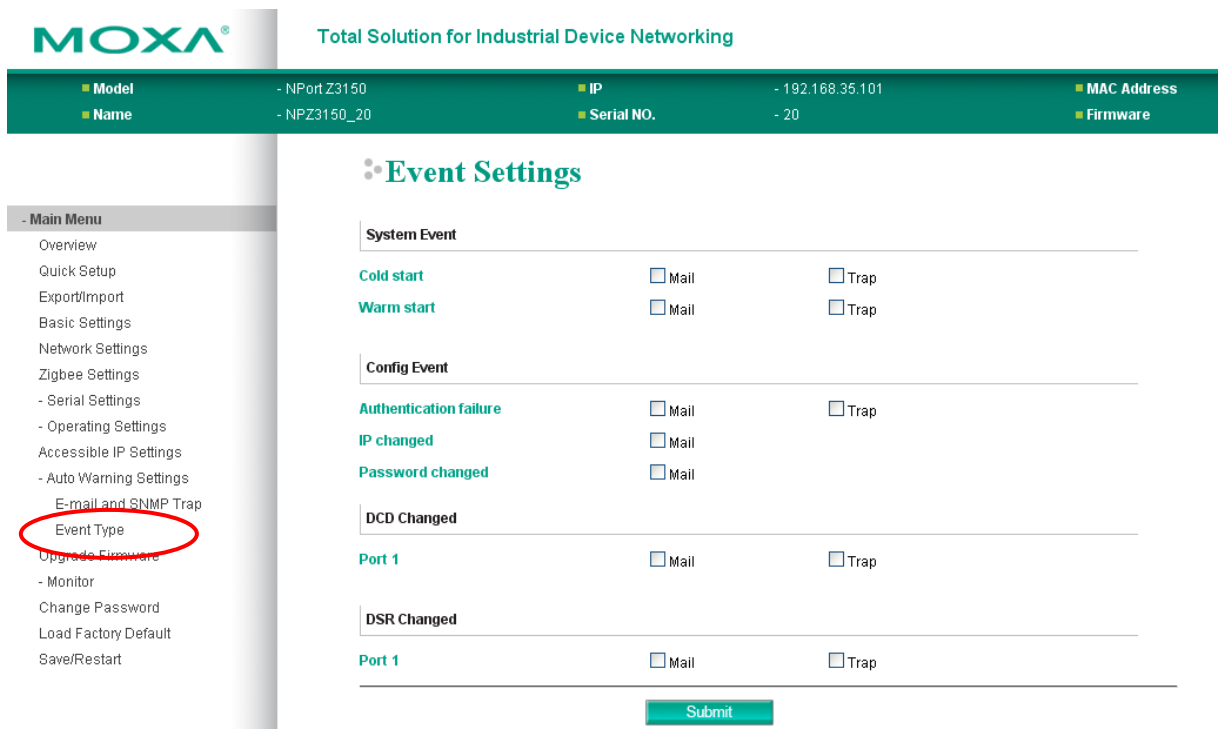 MOXA®
Total Solution for Industrial Device Networking
Model - NPort Z3150 IP - 192.168.35.101 MAC Address
Name - NPZ3150_20 Serial NO. - 20 Firmware
Event Settings
- Main Menu
Overview
Quick Setup
Export/Import
Basic Settings
Network Settings
Zigbee Settings
- Serial Settings
- Operating Settings
Accessible IP Settings
- Auto Warning Settings
E-mail and SNMP Trap
Event Type
Upgrade Firmware
- Monitor
Change Password
Load Factory Default
Save/Restart
System Event
Cold start Mail Trap
Warm start Mail Trap
Config Event
Authentication failure Mail Trap
IP changed Mail
Password changed Mail
DCD Changed
Port 1 Mail Trap
DSR Changed
Port 1 Mail Trap
Submit